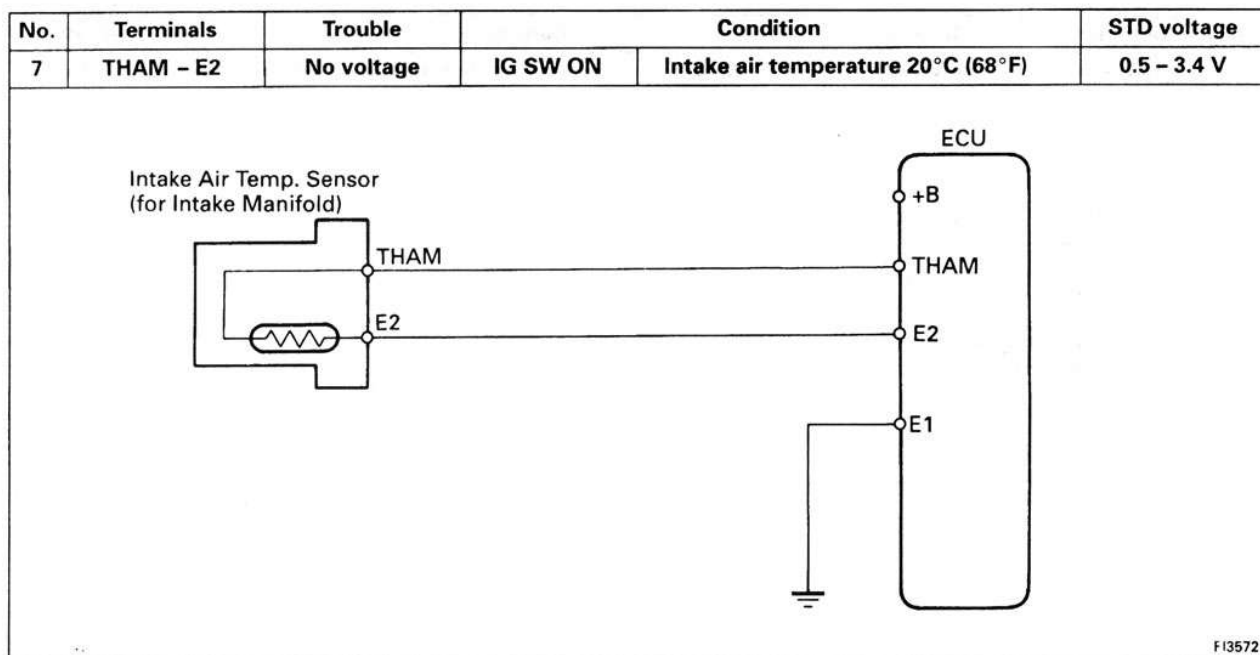 No. Terminals Trouble Condition STD voltage
7 THAM – E2 No voltage IG SW ON Intake air temperature 20°C (68°F) 0.5 – 3.4 V
ECU
Intake Air Temp. Sensor
(for Intake Manifold)
+B
THAM
THAM
E2
E2
E1
FI3572